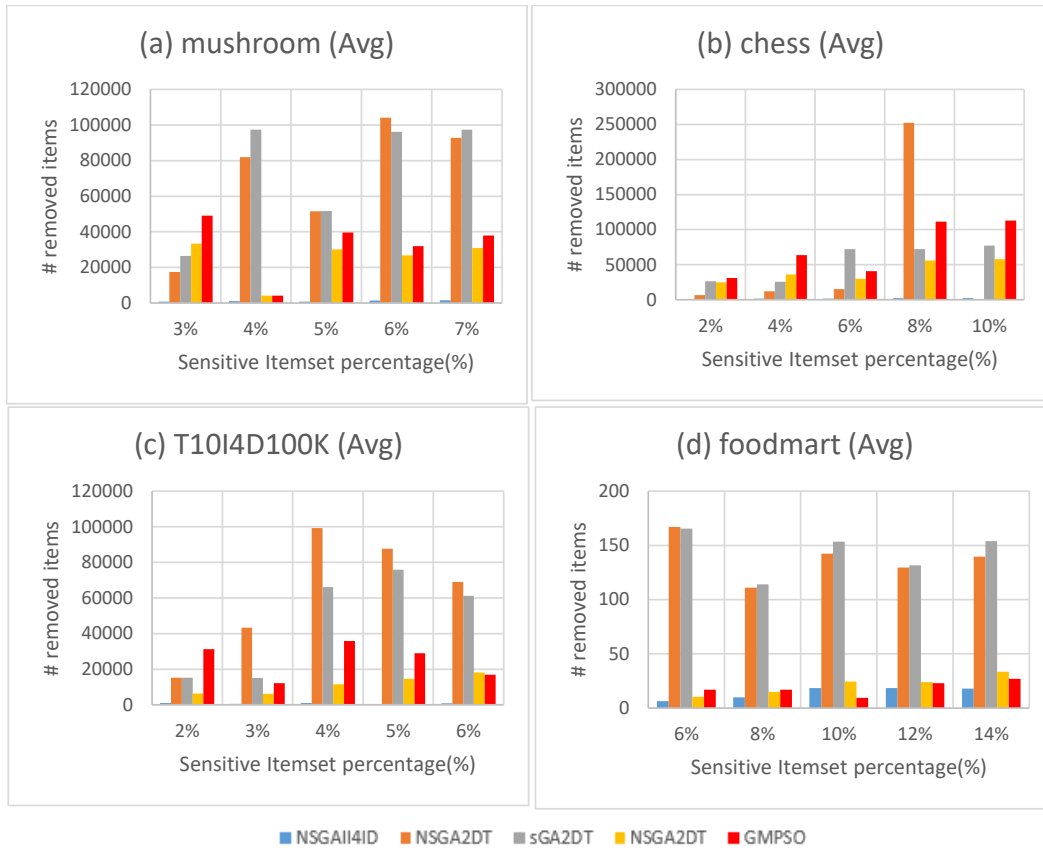 (a) mushroom (Avg)
# removed items
120000
100000
80000
60000
40000
20000
0
3% 4% 5% 6% 7%
Sensitive Itemset percentage(%)
(b) chess (Avg)
# removed items
300000
250000
200000
150000
100000
50000
0
2% 4% 6% 8% 10%
Sensitive Itemset percentage(%)
(c) T10I4D100K (Avg)
# removed items
120000
100000
80000
60000
40000
20000
0
2% 3% 4% 5% 6%
Sensitive Itemset percentage(%)
(d) foodmart (Avg)
# removed items
200
150
100
50
0
6% 8% 10% 12% 14%
Sensitive Itemset percentage(%)
NSGAII4ID NSGA2DT sGA2DT NSGA2DT GMPSO